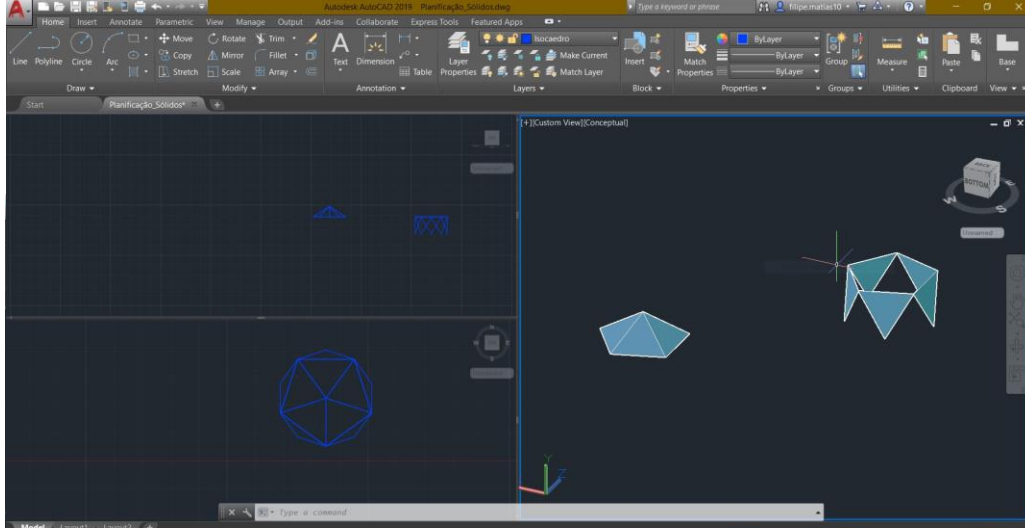 Autodesk AutoCAD 2019 Planificação_Sólidos.dwg
Type a keyword or phrase
filipe.matias10
Home Insert Annotate Parametric View Manage Output Add-ins Collaborate Express Tools Featured Apps
Line Polyline Circle Arc
Move Rotate Trim
Copy Mirror Fillet
Stretch Scale Array
Text Dimension
Table
Layer Properties
Isocaedro
Make Current
Match Layer
Insert
Match Properties
ByLayer
ByLayer
ByLayer
Group
Measure
Paste
Base
Draw Modify Annotation Layers Block Properties Groups Utilities Clipboard View
Start Planificação_Sólidos*
[+][Custom View][Conceptual]
BACK
BOTTOM
W S
Unnamed
Y
Z
Type a command
Model Layout1 Layout2